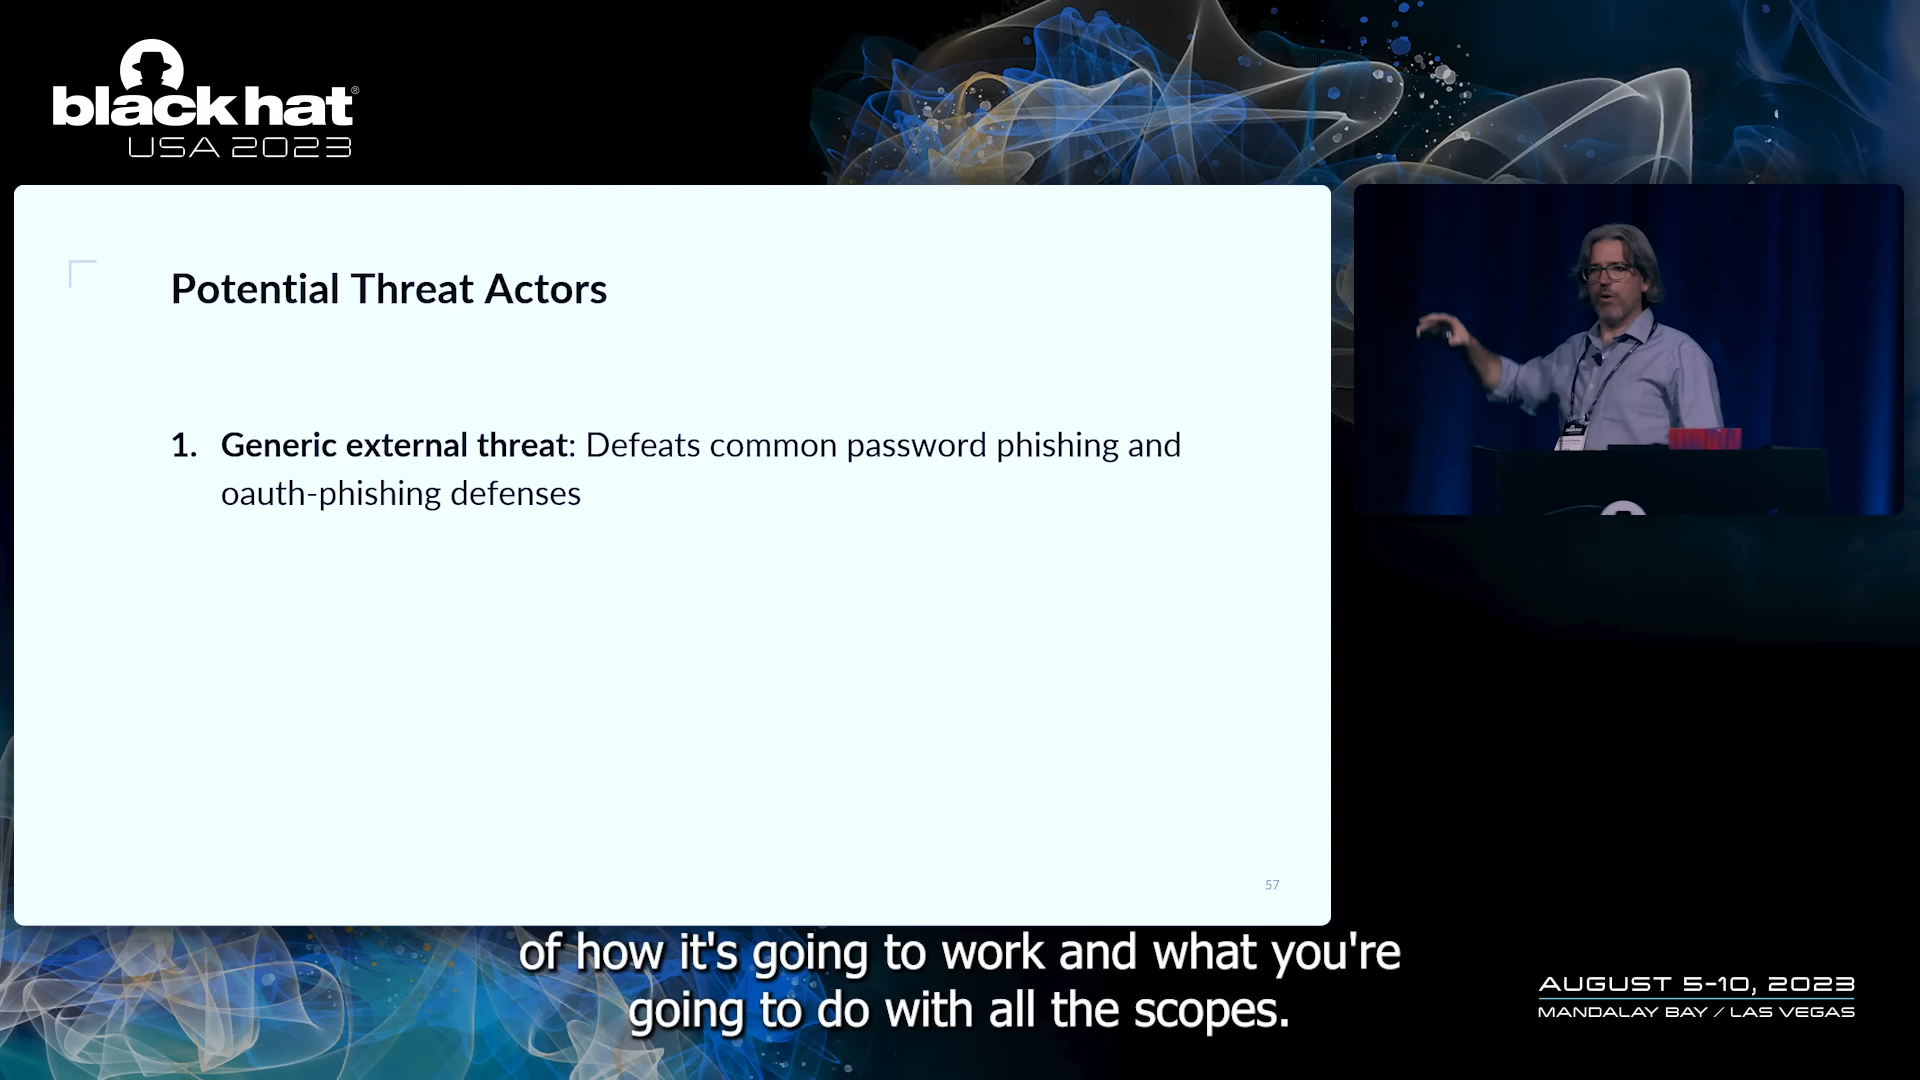 black hat®
USA 2023
Potential Threat Actors
1. Generic external threat: Defeats common password phishing and
oauth-phishing defenses
57
of how it's going to work and what you're
going to do with all the scopes.
AUGUST 5-10, 2023
MANDALAY BAY / LAS VEGAS